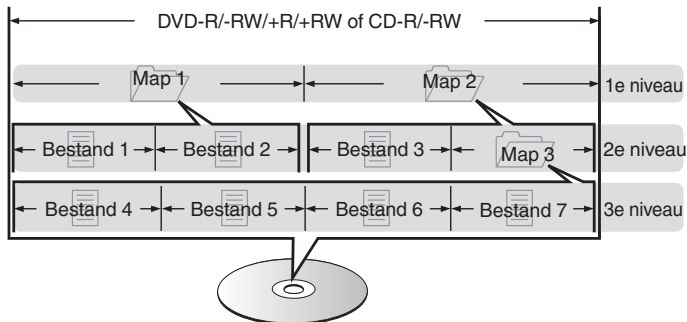 DVD-R/-RW/+R/+RW of CD-R/-RW
Map 1 Map 2 1e niveau
Bestand 1 Bestand 2 Bestand 3 Map 3 2e niveau
Bestand 4 Bestand 5 Bestand 6 Bestand 7 3e niveau